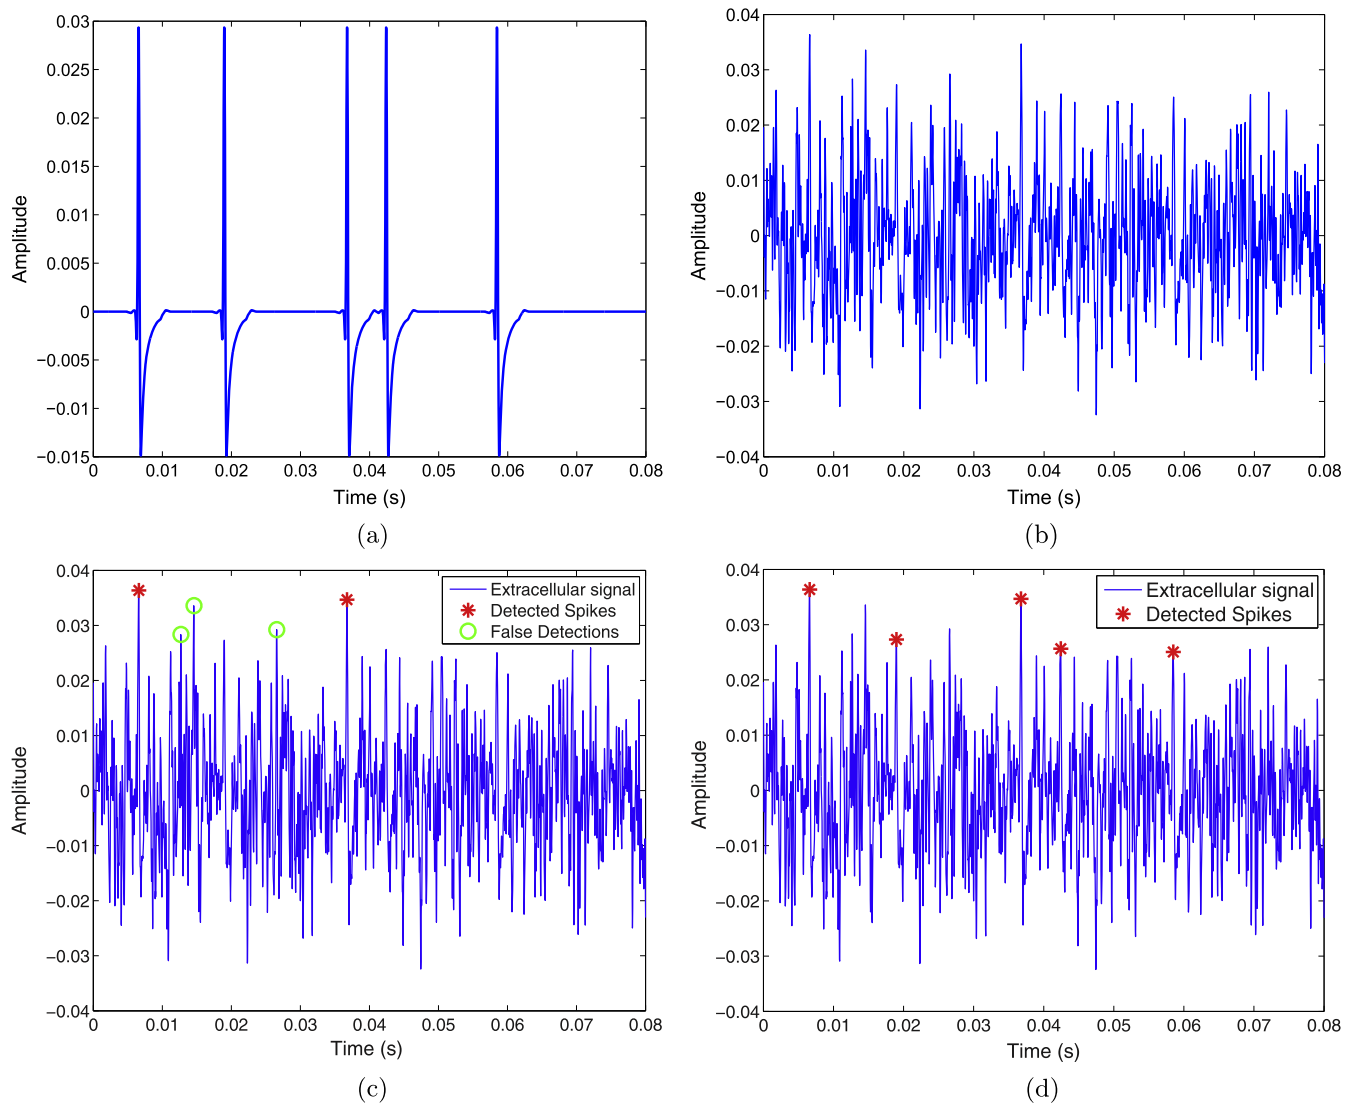 0.03
0.025
0.02
0.015
0.01
0.005
0
−0.005
−0.01
−0.015
Amplitude
0 0.01 0.02 0.03 0.04 0.05 0.06 0.07 0.08
Time (s)
(a)
0.04
0.03
0.02
0.01
0
−0.01
−0.02
−0.03
−0.04
Amplitude
0 0.01 0.02 0.03 0.04 0.05 0.06 0.07 0.08
Time (s)
(b)
0.04
0.03
0.02
0.01
0
−0.01
−0.02
−0.03
−0.04
Amplitude
Extracellular signal
Detected Spikes
False Detections
0 0.01 0.02 0.03 0.04 0.05 0.06 0.07 0.08
Time (s)
(c)
0.04
0.03
0.02
0.01
0
−0.01
−0.02
−0.03
−0.04
Amplitude
Extracellular signal
Detected Spikes
0 0.01 0.02 0.03 0.04 0.05 0.06 0.07 0.08
Time (s)
(d)